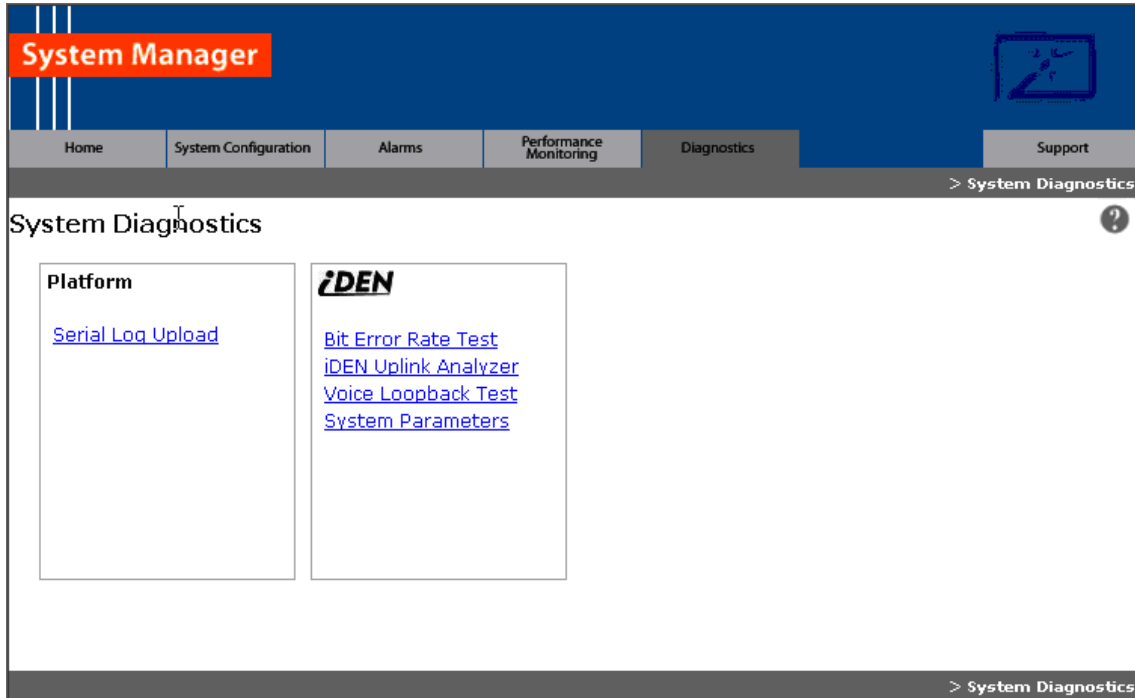 System Manager
Home
System Configuration
Alarms
Performance Monitoring
Diagnostics
Support
> System Diagnostics
System Diagnostics
?
Platform
Serial Log Upload
iDEN
Bit Error Rate Test
iDEN Uplink Analyzer
Voice Loopback Test
System Parameters
> System Diagnostics